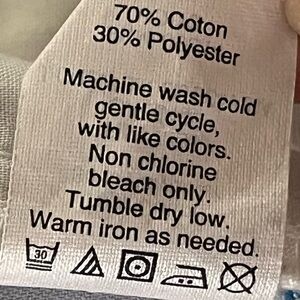 70% Coton
30% Polyester
Machine wash cold
gentle cycle,
with like colors.
Non chlorine
bleach only.
Tumble dry low.
Warm iron as needed.
30